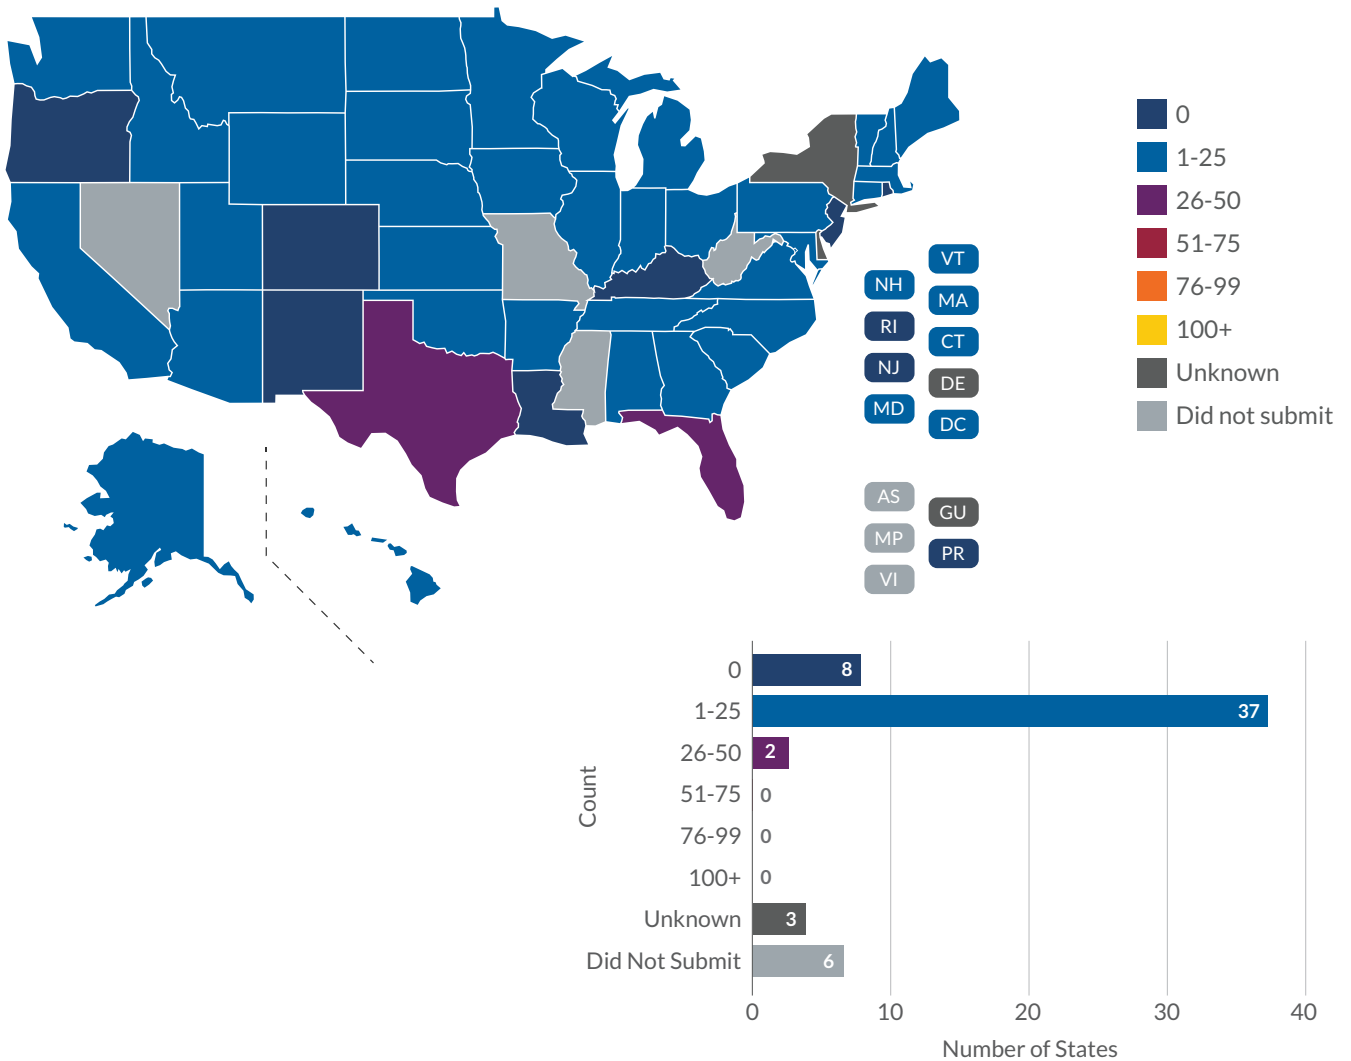 0
1-25
26-50
51-75
76-99
100+
Unknown
Did not submit
VT
NH
MA
RI
CT
NJ
DE
MD
DC
AS
GU
MP
PR
VI
Count
0 8
1-25 37
26-50 2
51-75 0
76-99 0
100+ 0
Unknown 3
Did Not Submit 6
0 10 20 30 40
Number of States